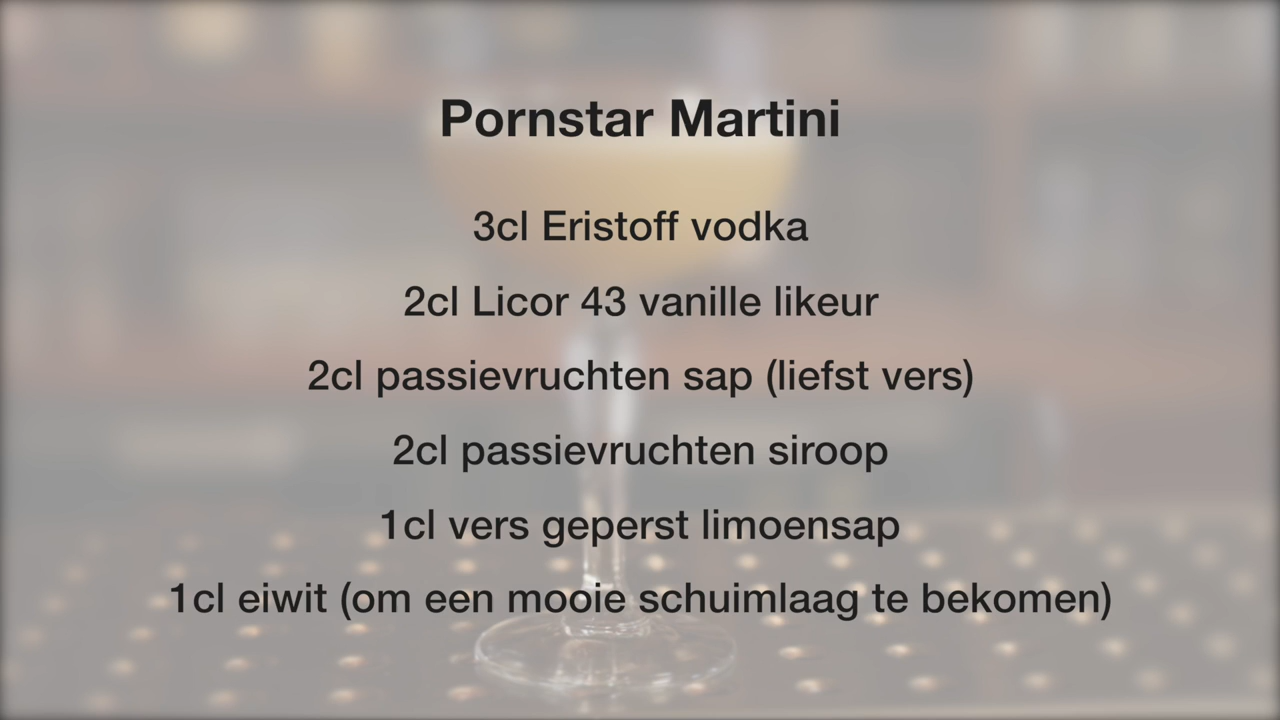 Pornstar Martini
3cl Eristoff vodka
2cl Licor 43 vanille likeur
2cl passievruchten sap (liefst vers)
2cl passievruchten siroop
1cl vers geperst limoensap
1cl eiwit (om een mooie schuimlaag te bekomen)